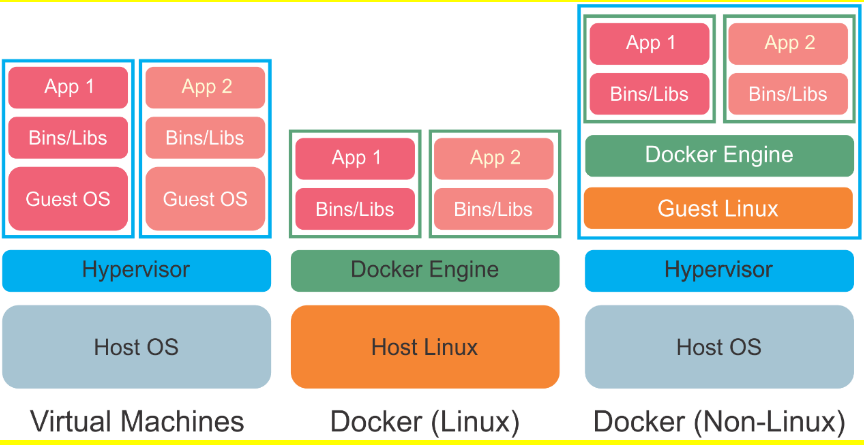 App 1
App 2
Bins/Libs
Bins/Libs
Guest OS
Guest OS
Hypervisor
Host OS
Virtual Machines
App 1
App 2
Bins/Libs
Bins/Libs
Docker Engine
Host Linux
Docker (Linux)
App 1
App 2
Bins/Libs
Bins/Libs
Docker Engine
Guest Linux
Hypervisor
Host OS
Docker (Non-Linux)